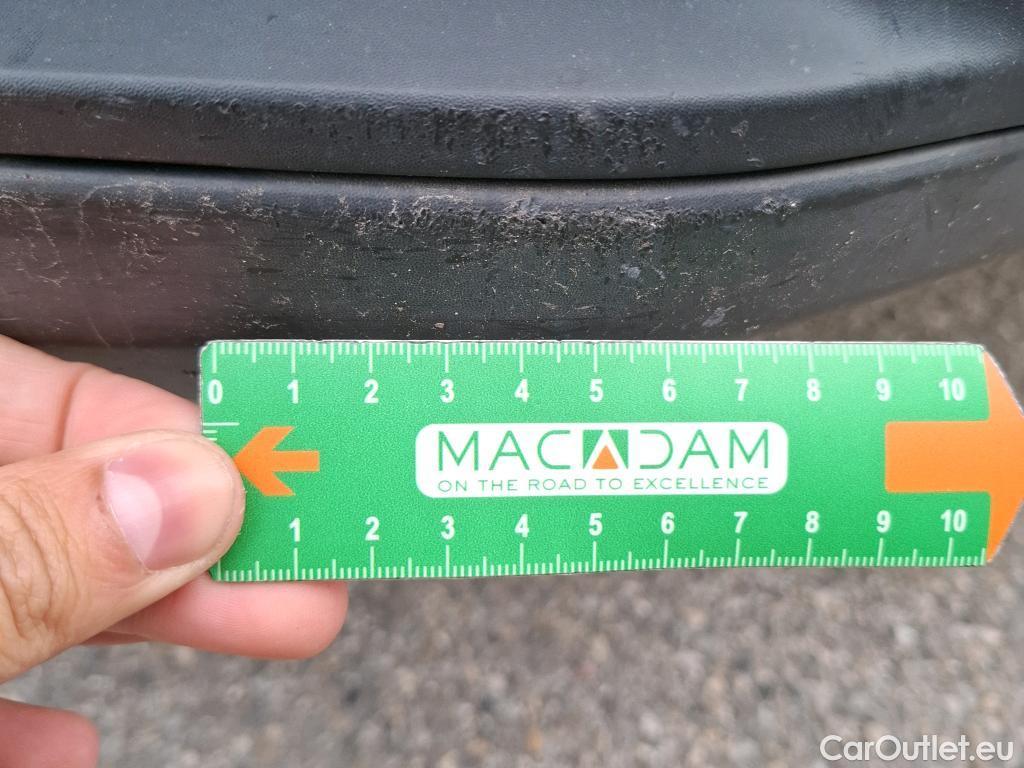 0 1 2 3 4 5 6 7 8 9 10
MACADAM
ON THE ROAD TO EXCELLENCE
1 2 3 4 5 6 7 8 9 10
CarOutlet.eu